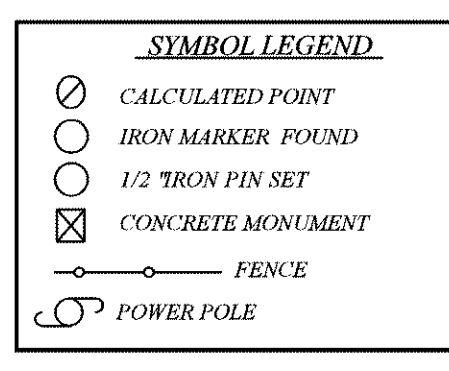 SYMBOL LEGEND
CALCULATED POINT
IRON MARKER FOUND
1/2 "IRON PIN SET
CONCRETE MONUMENT
FENCE
POWER POLE